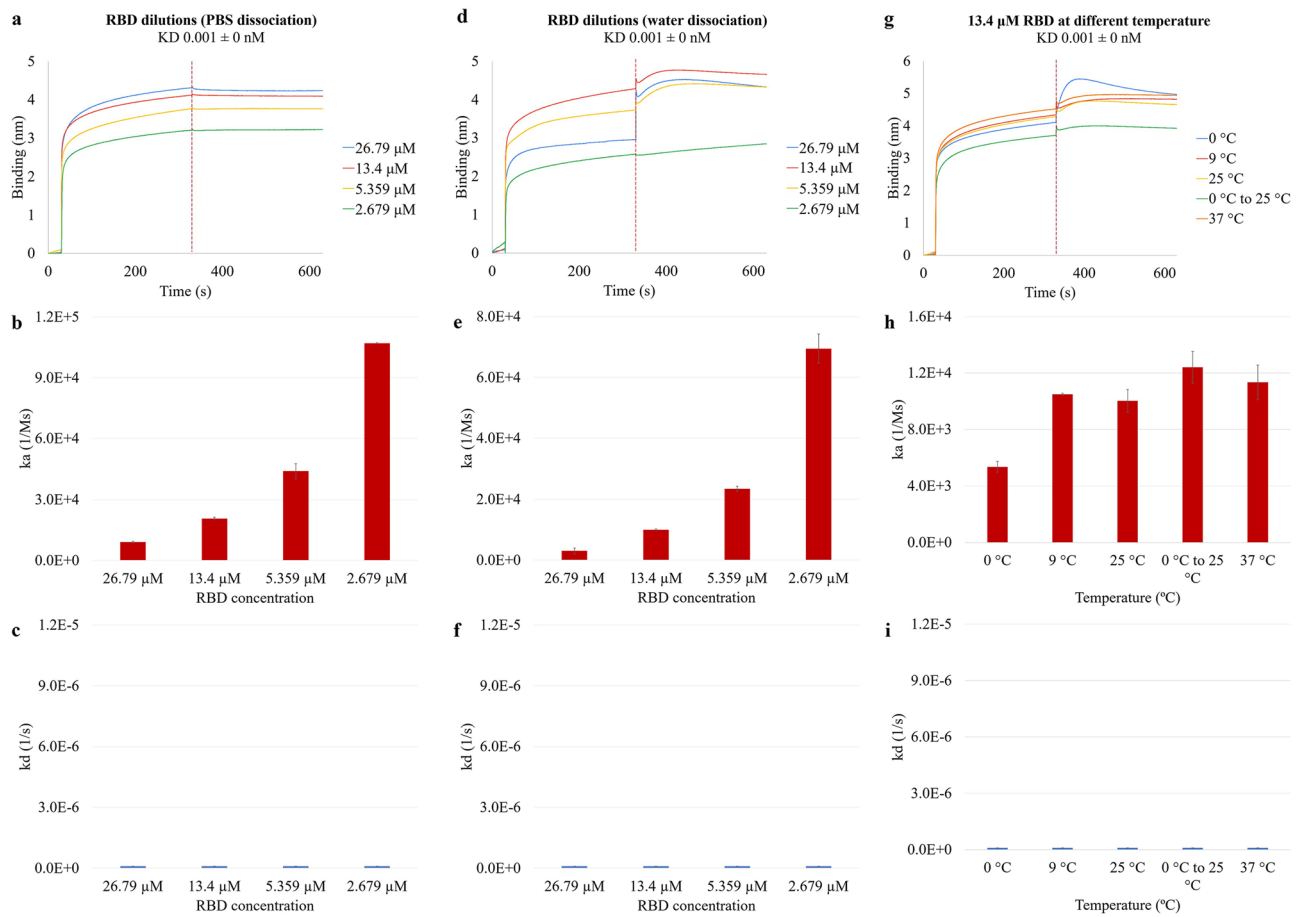 a
RBD dilutions (PBS dissociation)
KD 0.001 ± 0 nM
5
4
3
2
1
0
Binding (nm)
0 200 400 600
Time (s)
26.79 µM
13.4 µM
5.359 µM
2.679 µM
d
RBD dilutions (water dissociation)
KD 0.001 ± 0 nM
5
4
3
2
1
0
Binding (nm)
0 200 400 600
Time (s)
26.79 µM
13.4 µM
5.359 µM
2.679 µM
g
13.4 µM RBD at different temperature
KD 0.001 ± 0 nM
6
5
4
3
2
1
0
Binding (nm)
0 200 400 600
Time (s)
0 °C
9 °C
25 °C
0 °C to 25 °C
37 °C
b
1.2E+5
9.0E+4
6.0E+4
3.0E+4
0.0E+0
ka (1/Ms)
26.79 µM 13.4 µM 5.359 µM 2.679 µM
RBD concentration
e
8.0E+4
6.0E+4
4.0E+4
2.0E+4
0.0E+0
ka (1/Ms)
26.79 µM 13.4 µM 5.359 µM 2.679 µM
RBD concentration
h
1.6E+4
1.2E+4
8.0E+3
4.0E+3
0.0E+0
ka (1/Ms)
0 °C 9 °C 25 °C 0 °C to 25 37 °C
°C
Temperature (ºC)
c
1.2E-5
9.0E-6
6.0E-6
3.0E-6
0.0E+0
kd (1/s)
26.79 µM 13.4 µM 5.359 µM 2.679 µM
RBD concentration
f
1.2E-5
9.0E-6
6.0E-6
3.0E-6
0.0E+0
kd (1/s)
26.79 µM 13.4 µM 5.359 µM 2.679 µM
RBD concentration
i
1.2E-5
9.0E-6
6.0E-6
3.0E-6
0.0E+0
kd (1/s)
0 °C 9 °C 25 °C 0 °C to 25 37 °C
°C
Temperature (ºC)